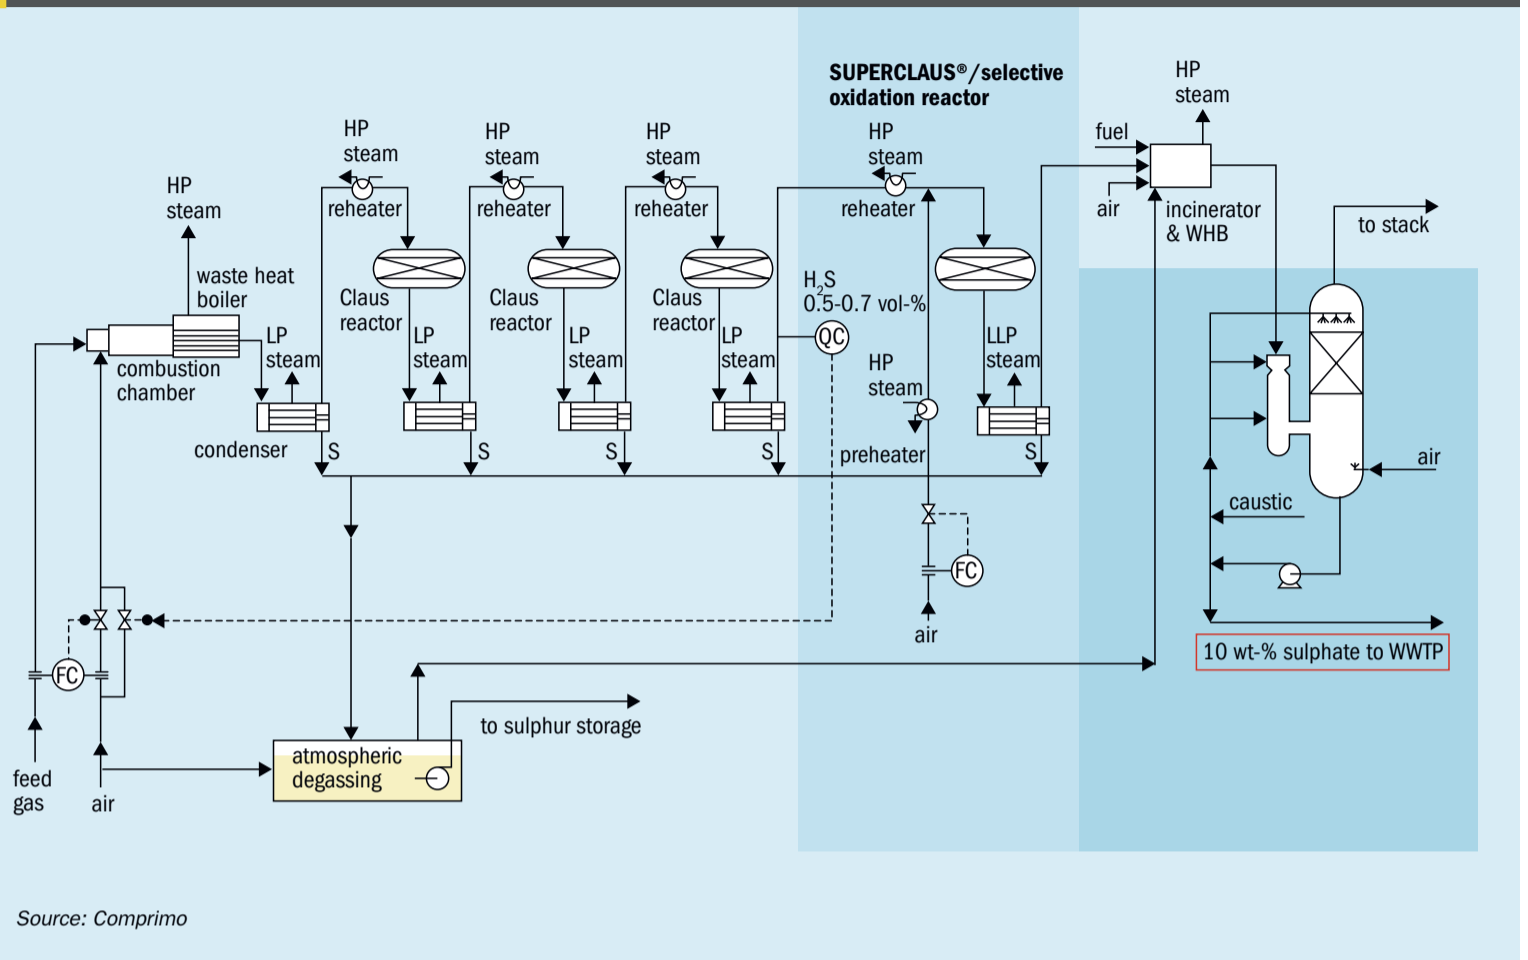 SUPERCLAUS®/selective
oxidation reactor
HP
steam
fuel
air
incinerator
& WHB
to stack
HP
steam
reheater
HP
steam
reheater
HP
steam
reheater
HP
steam
reheater
HP
steam
waste heat
boiler
combustion
chamber
LP
steam
condenser
S
Claus
reactor
LP
steam
S
Claus
reactor
LP
steam
S
Claus
reactor
LP
steam
S
H2S
0.5-0.7 vol-%
QC
HP
steam
preheater
LLP
steam
S
FC
air
air
caustic
10 wt-% sulphate to WWTP
FC
feed
gas
air
atmospheric
degassing
to sulphur storage
Source: Comprimo